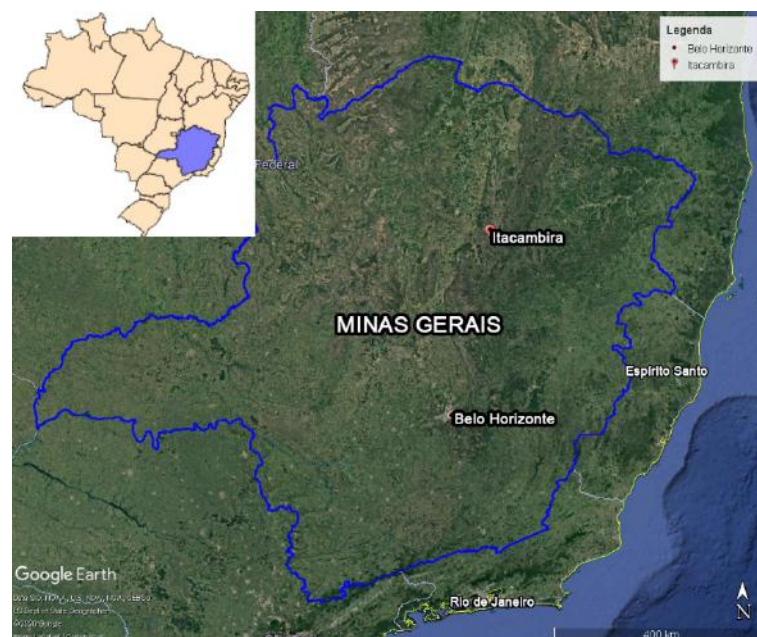 Legenda
Belo Horizonte
Itacambira
Federal
Itacambira
MINAS GERAIS
Espírito Santo
Belo Horizonte
Google Earth
Rio de Janeiro
N
400 km